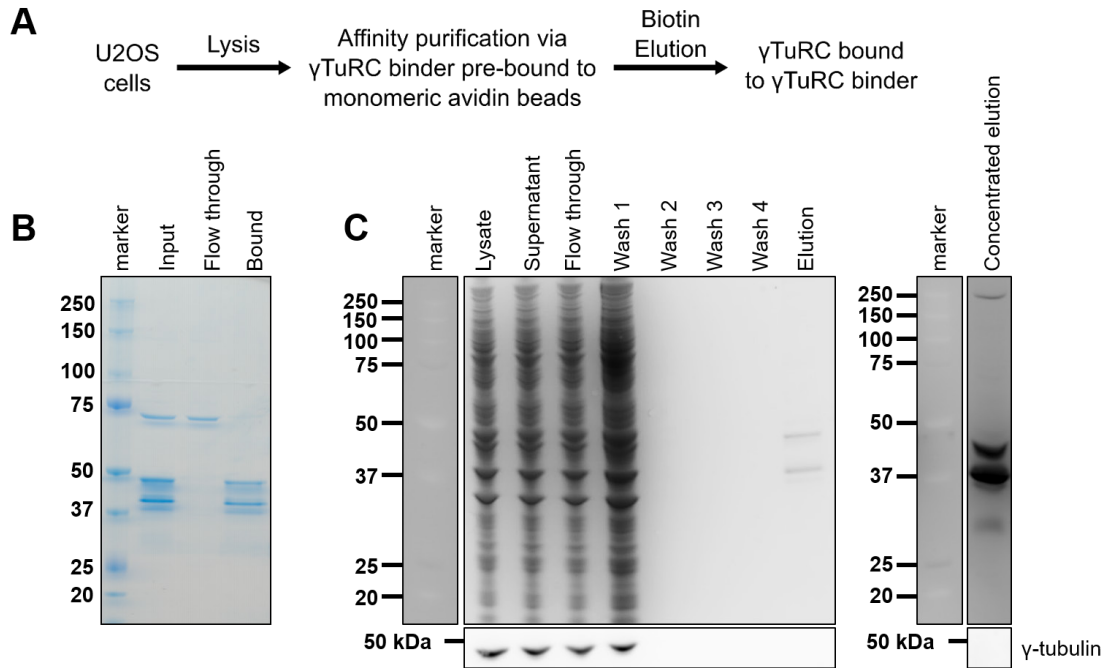 A
U2OS
cells
Lysis
Affinity purification via
γTuRC binder pre-bound to
monomeric avidin beads
Biotin
Elution
γTuRC bound
to γTuRC binder
B
marker
Input
Flow through
Bound
250
150
100
75
50
37
25
20
C
marker
Lysate
Supernatant
Flow through
Wash 1
Wash 2
Wash 3
Wash 4
Elution
250
150
100
75
50
37
25
20
50 kDa
marker
Concentrated elution
250
150
100
75
50
37
25
20
50 kDa
γ-tubulin